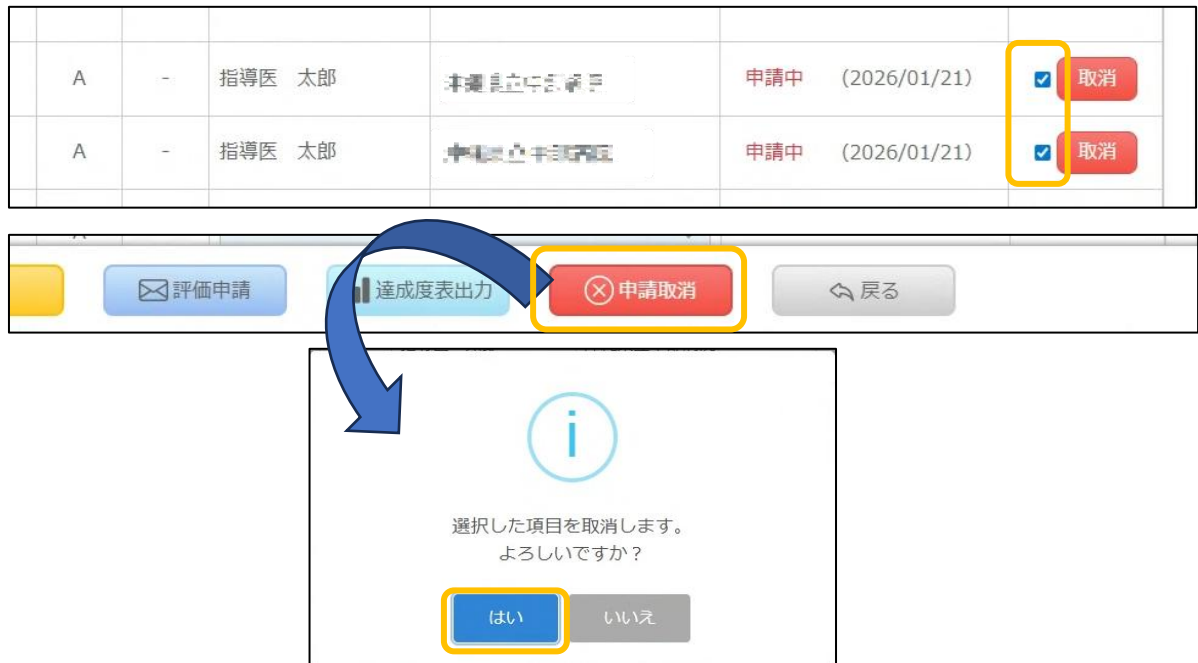 A - 指導医 太郎 申請中 (2026/01/21) 取消
A - 指導医 太郎 申請中 (2026/01/21) 取消
評価申請 達成度表出力 申請取消 戻る
i
選択した項目を取消します。
よろしいですか？
はい いいえ